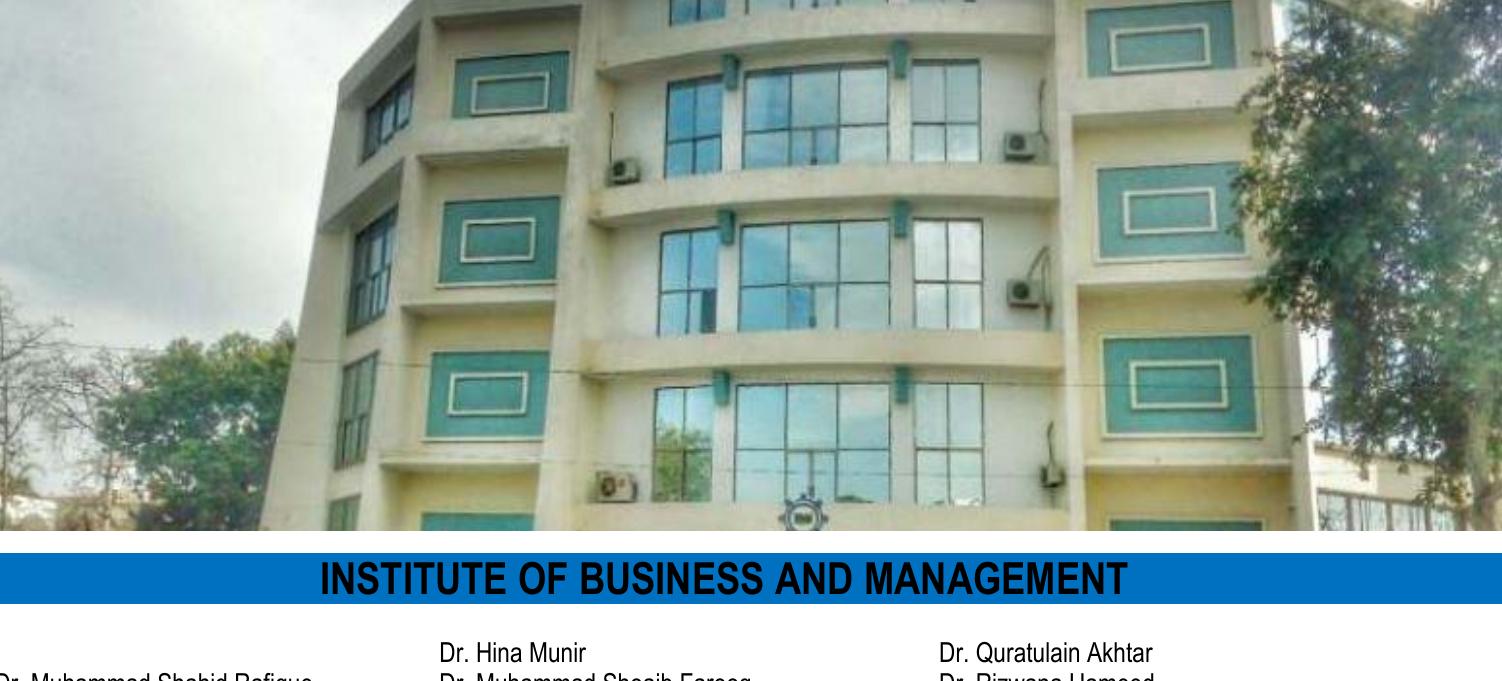 INSTITUTE OF BUSINESS AND MANAGEMENT
Dr. Hina Munir
Dr. Quratulain Akhtar
Dr. Muhammad Shahid Rafique
Dr. Muhammad Shoaib Farooq
Dr. Rizwana Hameed